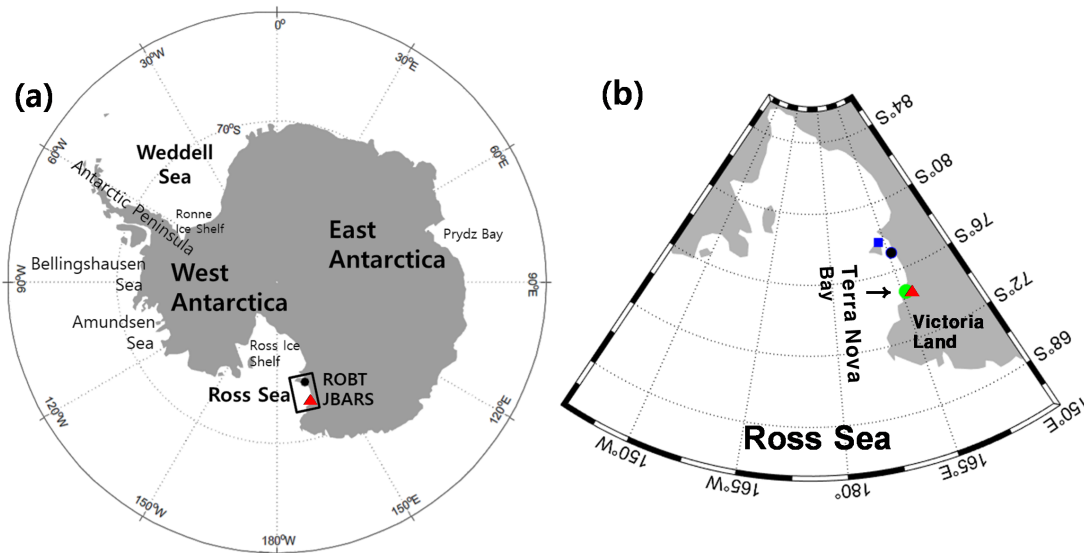 (a)
0°
30°W
30°E
60°W
60°E
70°S
Weddell
Sea
Antarctic Peninsula
Ronne
Ice Shelf
East
Antarctica
Prydz Bay
Bellingshausen
Sea
90°W
90°E
West
Antarctica
Amundsen
Sea
Ross Ice
Shelf
Ross Sea
ROBT
JBARS
120°W
120°E
150°W
150°E
180°W
(b)
84°S
80°S
76°S
72°S
68°S
Terra Nova
Bay
Victoria
Land
Ross Sea
150°W
165°W
180°
165°E
150°E